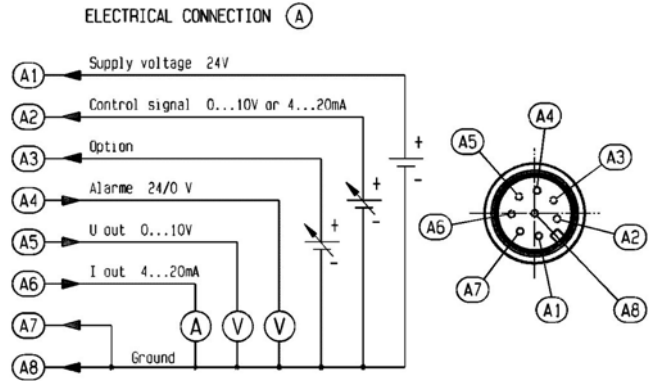 ELECTRICAL CONNECTION A
A1 Supply voltage 24V
A2 Control signal 0...10V or 4...20mA
A3 Option
A4 Alarme 24/0 V
A5 U out 0...10V
A6 I out 4...20mA
A7
A8 Ground
+
-
+
-
+
-
A
V
V
A4
A5
A3
A6
A2
A7
A1
A8